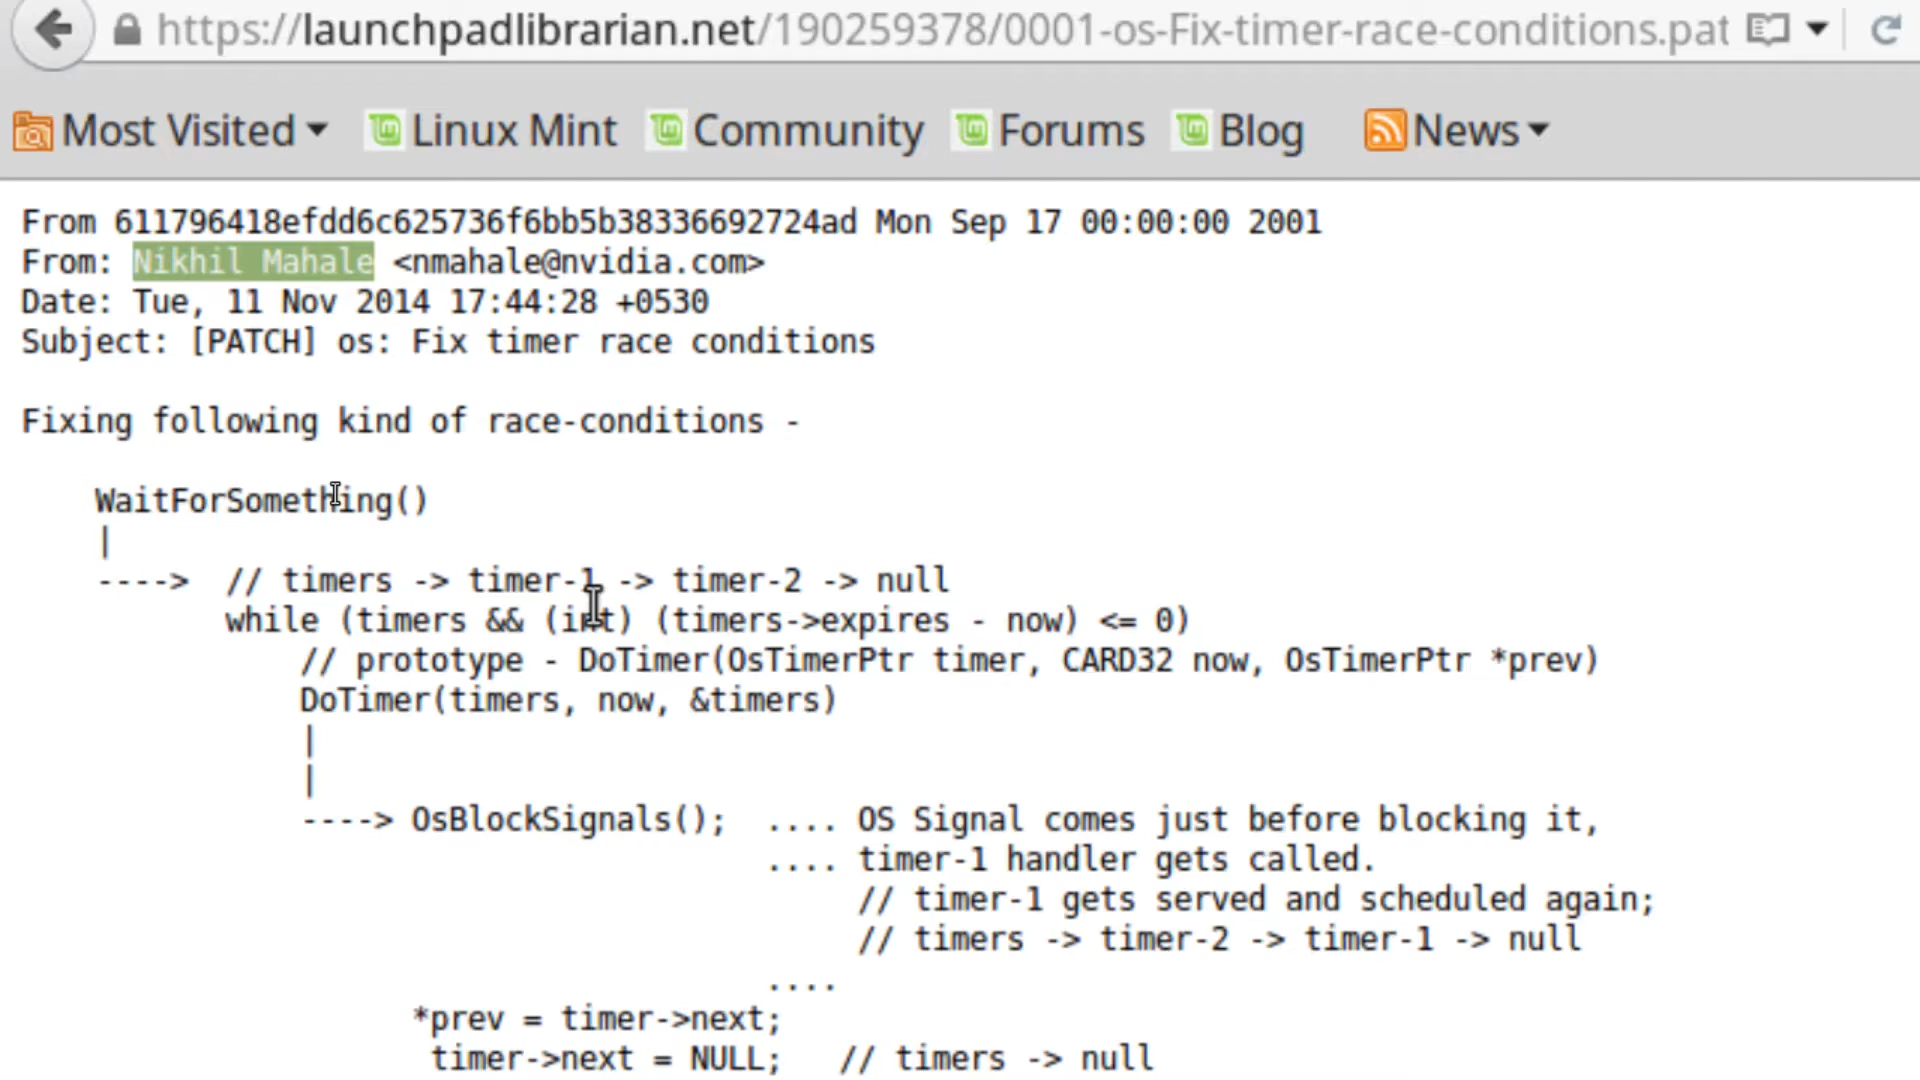 https://launchpadlibrarian.net/190259378/0001-os-Fix-timer-race-conditions.pat
Most Visited Linux Mint Community Forums Blog News
From 611796418efdd6c625736f6bb5b38336692724ad Mon Sep 17 00:00:00 2001
From: Nikhil Mahale <nmahale@nvidia.com>
Date: Tue, 11 Nov 2014 17:44:28 +0530
Subject: [PATCH] os: Fix timer race conditions
Fixing following kind of race-conditions -
WaitForSomething()
|
----> // timers -> timer-1 -> timer-2 -> null
while (timers && (int) (timers->expires - now) <= 0)
// prototype - DoTimer(OsTimerPtr timer, CARD32 now, OsTimerPtr *prev)
DoTimer(timers, now, &timers)
|
|
----> OsBlockSignals(); .... OS Signal comes just before blocking it,
.... timer-1 handler gets called.
// timer-1 gets served and scheduled again;
// timers -> timer-2 -> timer-1 -> null
....
*prev = timer->next;
timer->next = NULL; // timers -> null